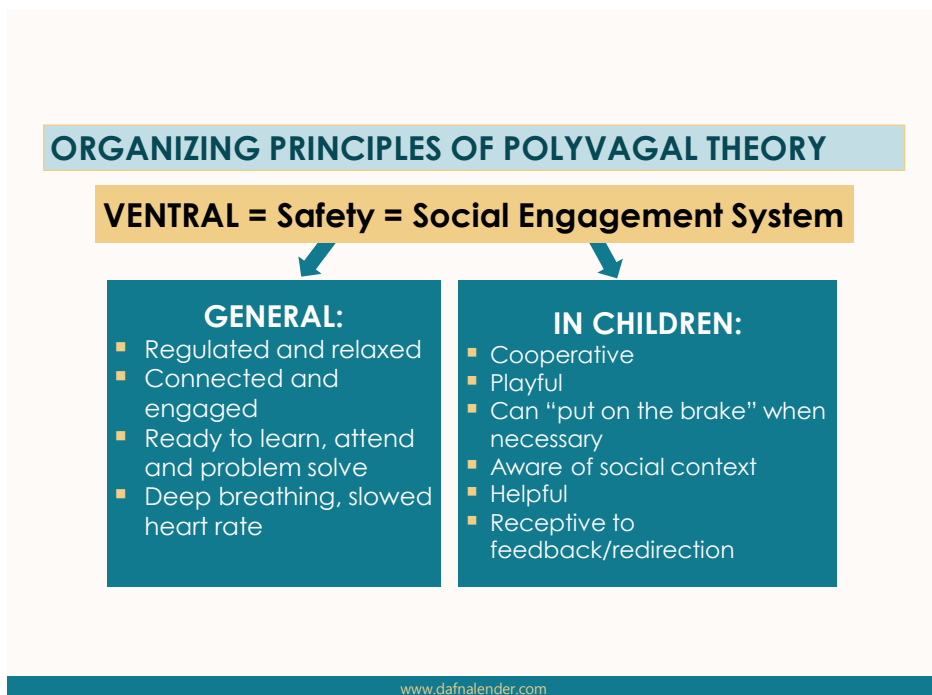 ORGANIZING PRINCIPLES OF POLYVAGAL THEORY
VENTRAL = Safety = Social Engagement System
GENERAL:
▪ Regulated and relaxed
▪ Connected and
engaged
▪ Ready to learn, attend
and problem solve
▪ Deep breathing, slowed
heart rate
IN CHILDREN:
▪ Cooperative
▪ Playful
▪ Can “put on the brake” when
necessary
▪ Aware of social context
▪ Helpful
▪ Receptive to
feedback/redirection
www.dafnalender.com